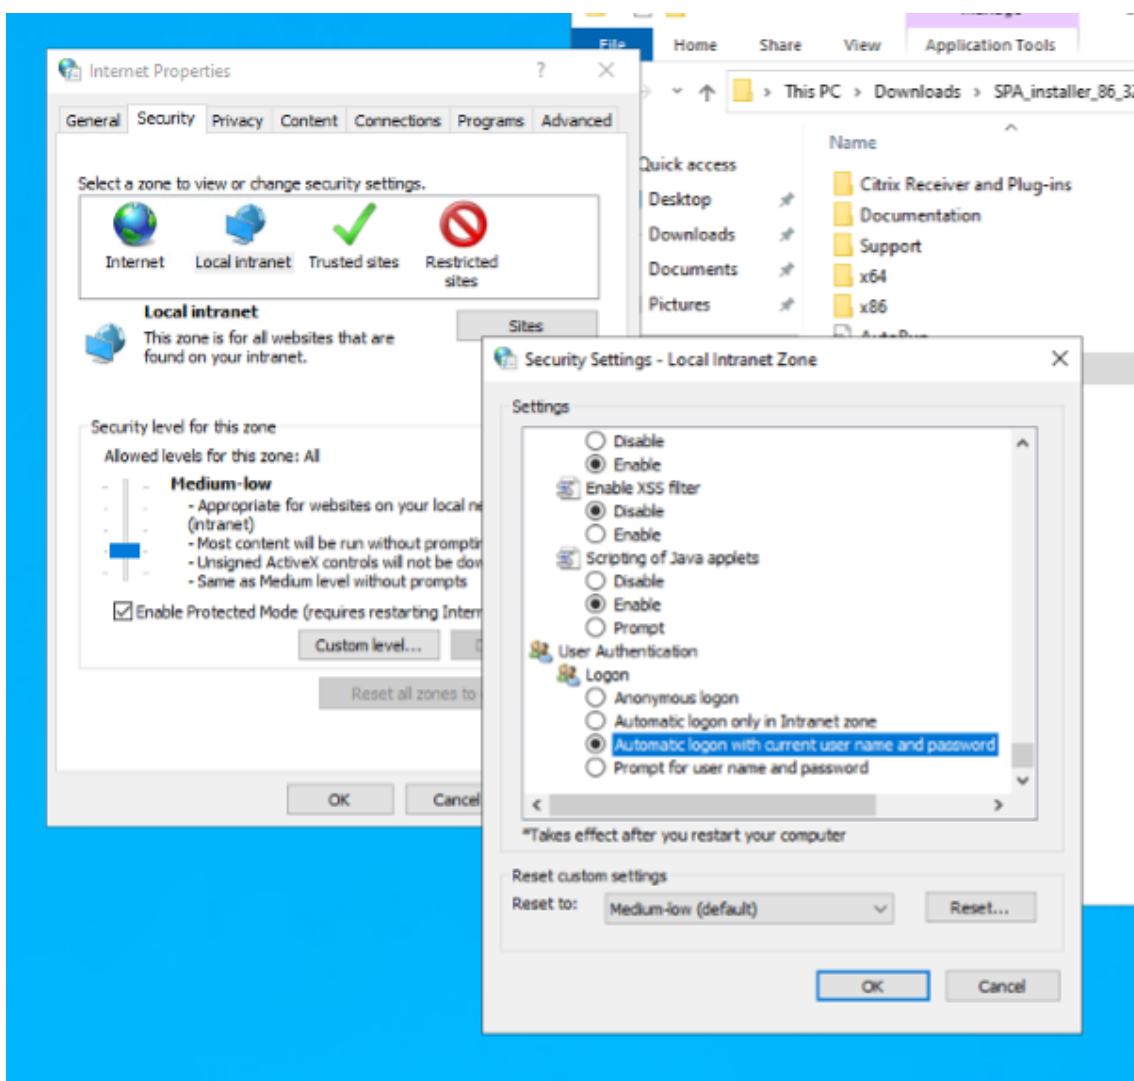 Internet Properties
General Security Privacy Content Connections Programs Advanced
Select a zone to view or change security settings.
Internet
Local intranet
Trusted sites
Restricted
sites
Local intranet
This zone is for all websites that are
found on your intranet.
Sites
Security level for this zone
Allowed levels for this zone: All
Medium-low
- Appropriate for websites on your local ne
(intranet)
- Most content will be run without promptin
- Unsigned ActiveX controls will not be dow
- Same as Medium level without prompts
Enable Protected Mode (requires restarting Intern
Custom level...
Reset all zones to
OK
Cancel
File Home Share View Application Tools
This PC > Downloads > SPA_installer_86_32
Name
Quick access
Desktop
Downloads
Documents
Pictures
Citrix Receiver and Plug-ins
Documentation
Support
x64
x86
AutoRun
Security Settings - Local Intranet Zone
Settings
Disable
Enable
Enable XSS filter
Disable
Enable
Scripting of Java applets
Disable
Enable
Prompt
User Authentication
Logon
Anonymous logon
Automatic logon only in Intranet zone
Automatic logon with current user name and password
Prompt for user name and password
*Takes effect after you restart your computer
Reset custom settings
Reset to:
Medium-low (default)
Reset...
OK
Cancel